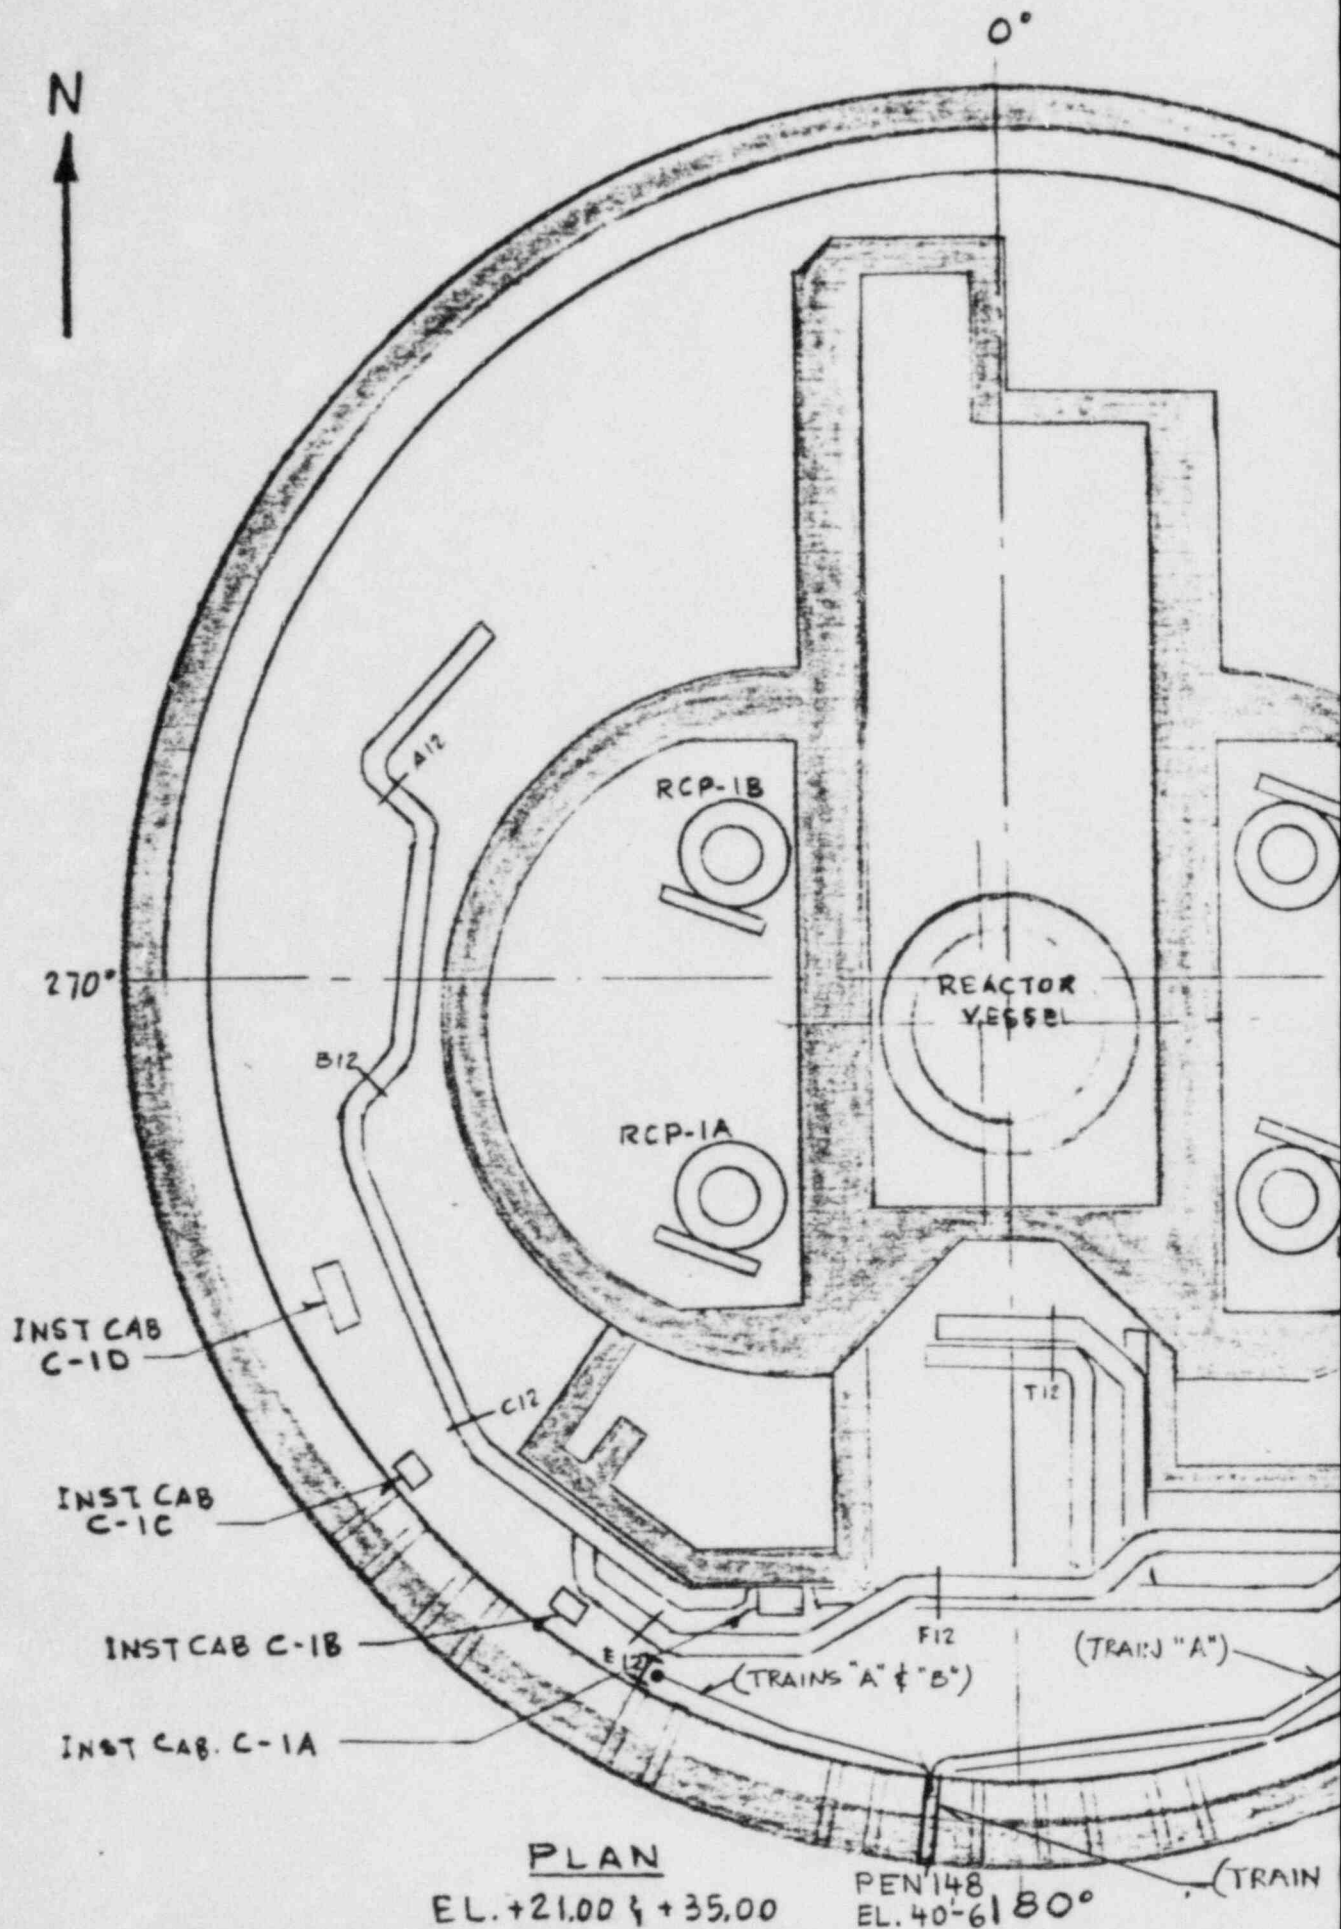 0°
N
A12
RCP-1B
270°
REACTOR
VESSEL
B12
RCP-1A
INST CAB
C-1D
T12
C12
INST CAB
C-1C
F12
INST CAB C-1B
E12
(TRAIN "A")
(TRAINS "A" & "B")
INST CAB. C-1A
PLAN
EL. +21.00 & +35.00
PEN 148
EL. 40'-6
180°
(TRAIN